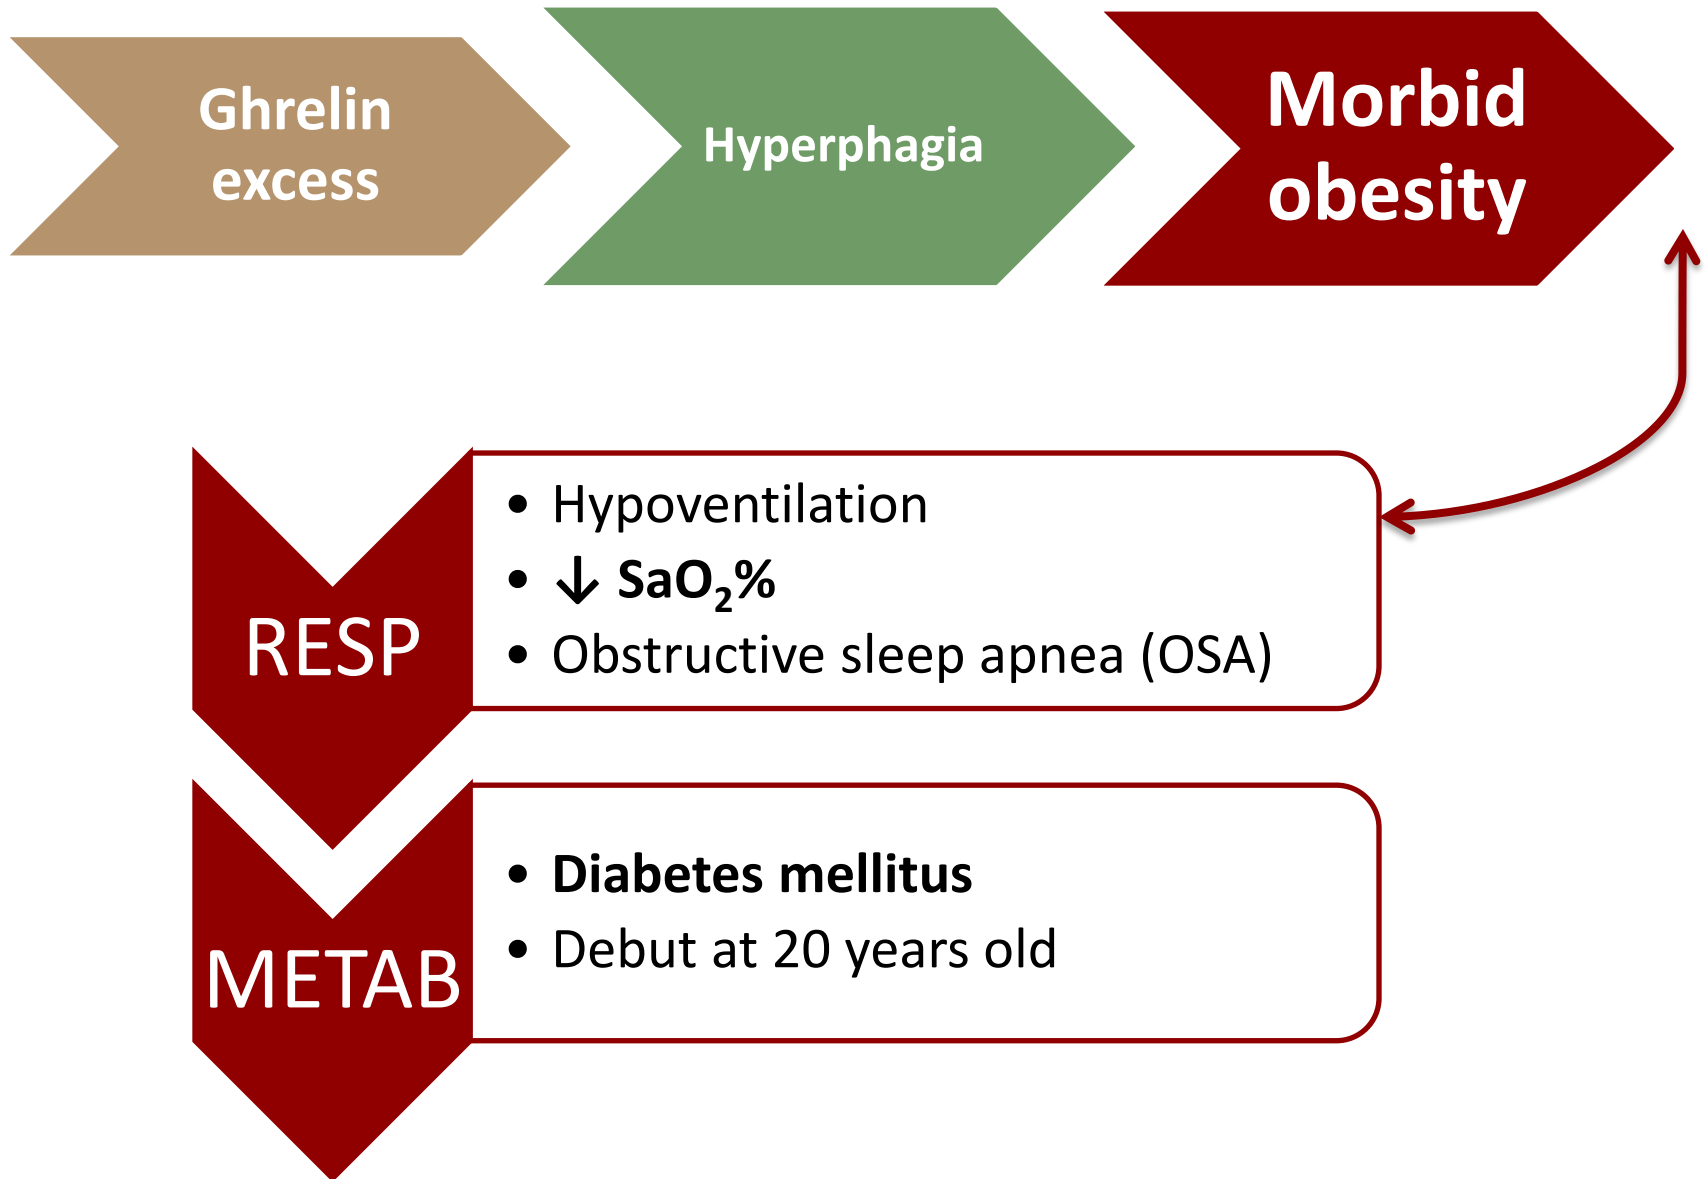 Ghrelin
excess
Hyperphagia
Morbid
obesity
RESP
• Hypoventilation
• ↓ SaO₂%
• Obstructive sleep apnea (OSA)
METAB
• Diabetes mellitus
• Debut at 20 years old